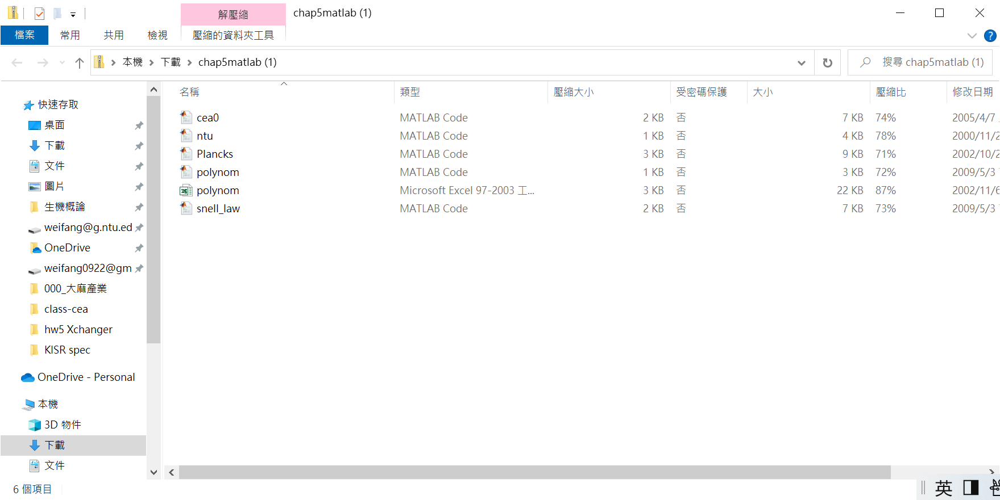 解壓縮
chap5matlab (1)
檔案
常用
共用
檢視
壓縮的資料夾工具
?
本機
下載
chap5matlab (1)
搜尋 chap5matlab (1)
名稱
類型
壓縮大小
受密碼保護
大小
壓縮比
修改日期
cea0 MATLAB Code 2 KB 否 7 KB 74% 2005/4/7
ntu MATLAB Code 1 KB 否 4 KB 78% 2000/11/2
Plancks MATLAB Code 3 KB 否 9 KB 71% 2002/10/2
polynom MATLAB Code 1 KB 否 3 KB 72% 2009/5/3
polynom Microsoft Excel 97-2003 工... 3 KB 否 22 KB 87% 2002/11/6
snell_law MATLAB Code 2 KB 否 7 KB 73% 2009/5/3
快速存取
桌面
下載
文件
圖片
生機概論
weifang@g.ntu.ed
OneDrive
weifang0922@gm
000_大麻產業
class-cea
hw5 Xchanger
KISR spec
OneDrive - Personal
本機
3D 物件
下載
文件
6 個項目
英